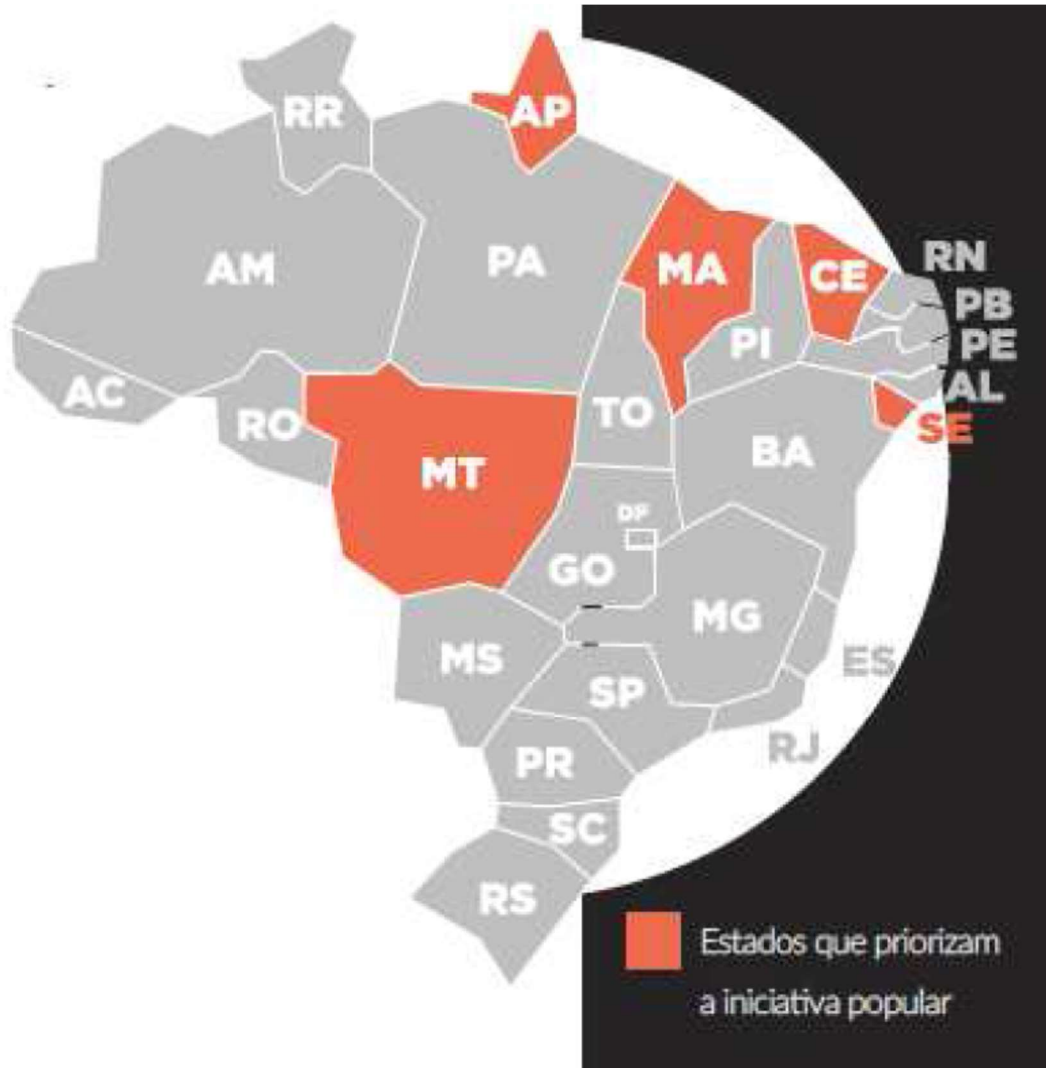 RR
AP
AM
PA
MA
CE
RN
PB
PI
PE
AC
AL
RO
TO
SE
MT
BA
DF
GO
MG
MS
ES
SP
RJ
PR
SC
RS
Estados que priorizam
a iniciativa popular